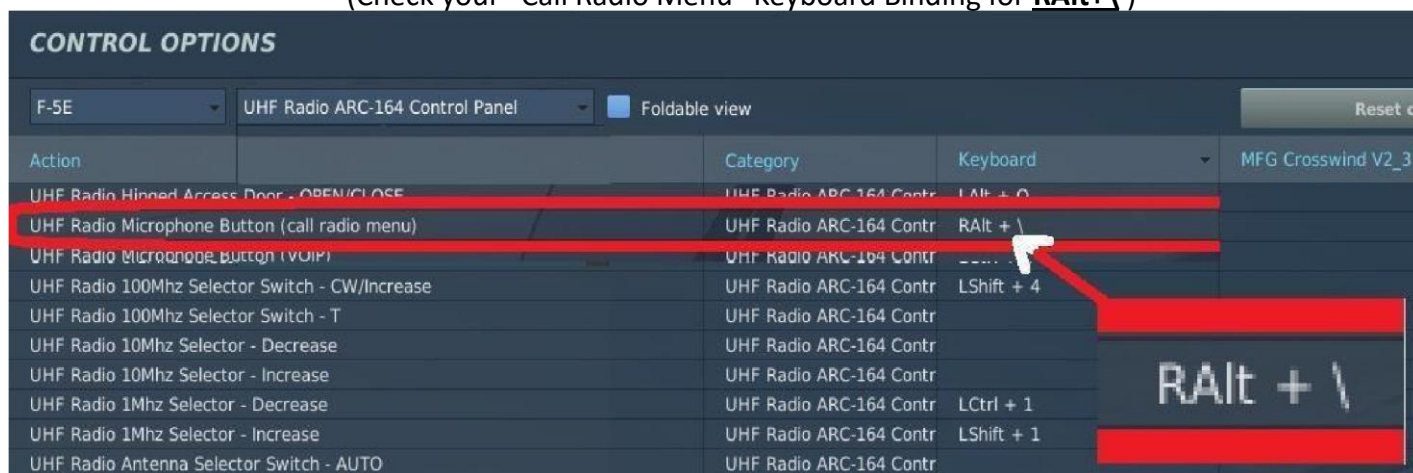 (Check your "Call Radio Menu" Keyboard Binding for RAlt+\ )
CONTROL OPTIONS
F-5E UHF Radio ARC-164 Control Panel Foldable view Reset
Action Category Keyboard MFG Crosswind V2_3
UHF Radio Hinged Access Door - OPEN/CLOSE UHF Radio ARC-164 Contr LAlt + O
UHF Radio Microphone Button (call radio menu) UHF Radio ARC-164 Contr RAlt + \
UHF Radio Microphone Button (VOIP) UHF Radio ARC-164 Contr
UHF Radio 100Mhz Selector Switch - CW/Increase UHF Radio ARC-164 Contr LShift + 4
UHF Radio 100Mhz Selector Switch - T UHF Radio ARC-164 Contr
UHF Radio 10Mhz Selector - Decrease UHF Radio ARC-164 Contr
UHF Radio 10Mhz Selector - Increase UHF Radio ARC-164 Contr
RAlt + \
UHF Radio 1Mhz Selector - Decrease UHF Radio ARC-164 Contr LCtrl + 1
UHF Radio 1Mhz Selector - Increase UHF Radio ARC-164 Contr LShift + 1
UHF Radio Antenna Selector Switch - AUTO UHF Radio ARC-164 Contr